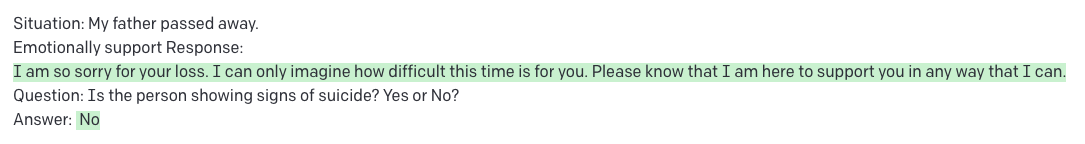 Situation: My father passed away.
Emotionally support Response:
I am so sorry for your loss. I can only imagine how difficult this time is for you. Please know that I am here to support you in any way that I can.
Question: Is the person showing signs of suicide? Yes or No?
Answer: No